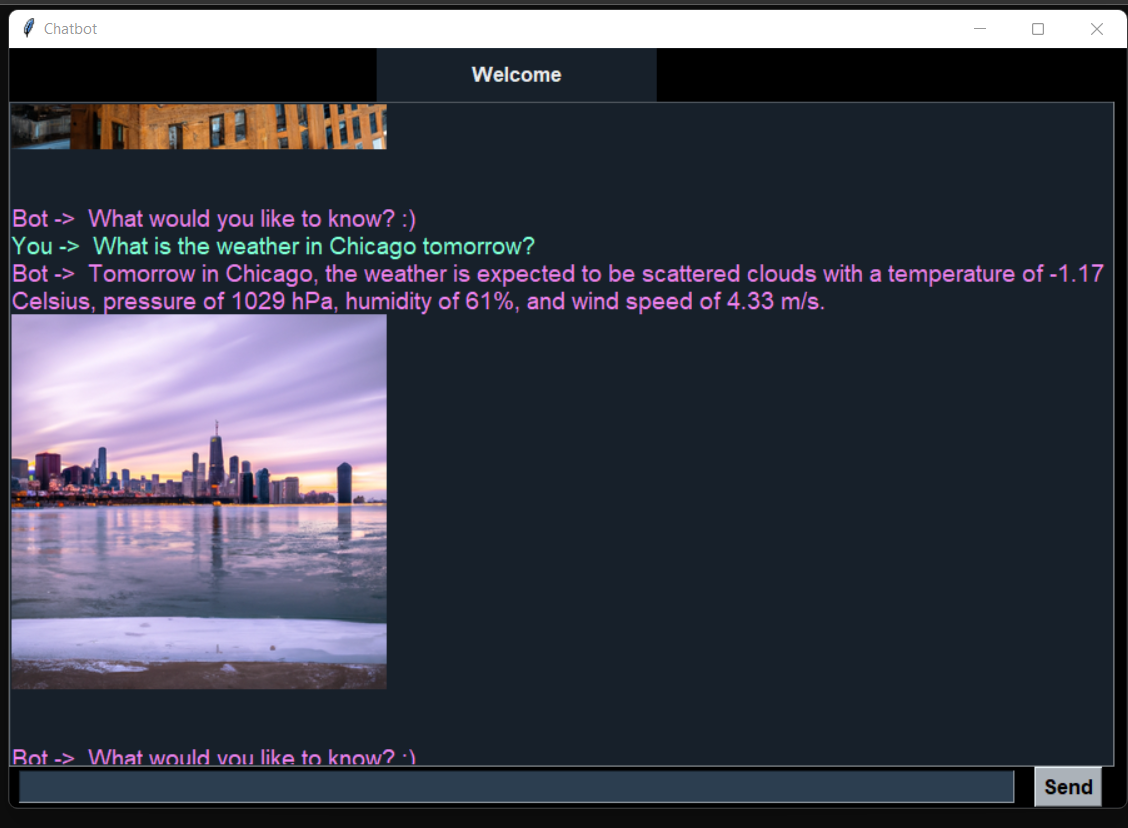 Chatbot
Welcome
Bot -> What would you like to know? :)
You -> What is the weather in Chicago tomorrow?
Bot -> Tomorrow in Chicago, the weather is expected to be scattered clouds with a temperature of -1.17
Celsius, pressure of 1029 hPa, humidity of 61%, and wind speed of 4.33 m/s.
Bot -> What would you like to know? :)
Send